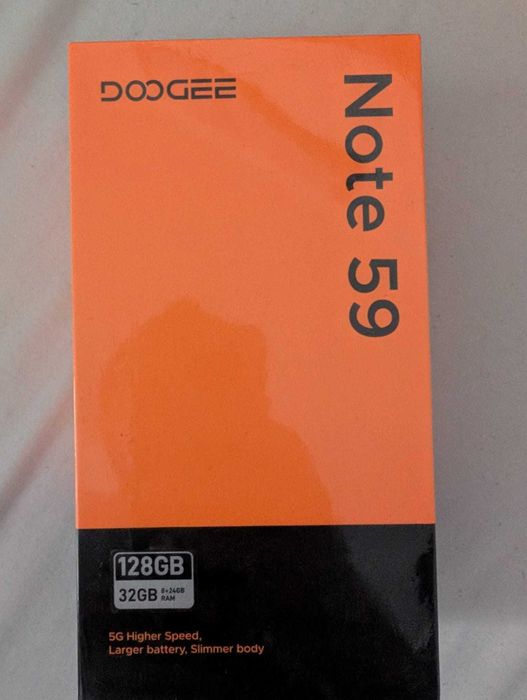 DOOGEE
Note 59
128GB
32GB 8+24GB RAM
5G Higher Speed,
Larger battery, Slimmer body